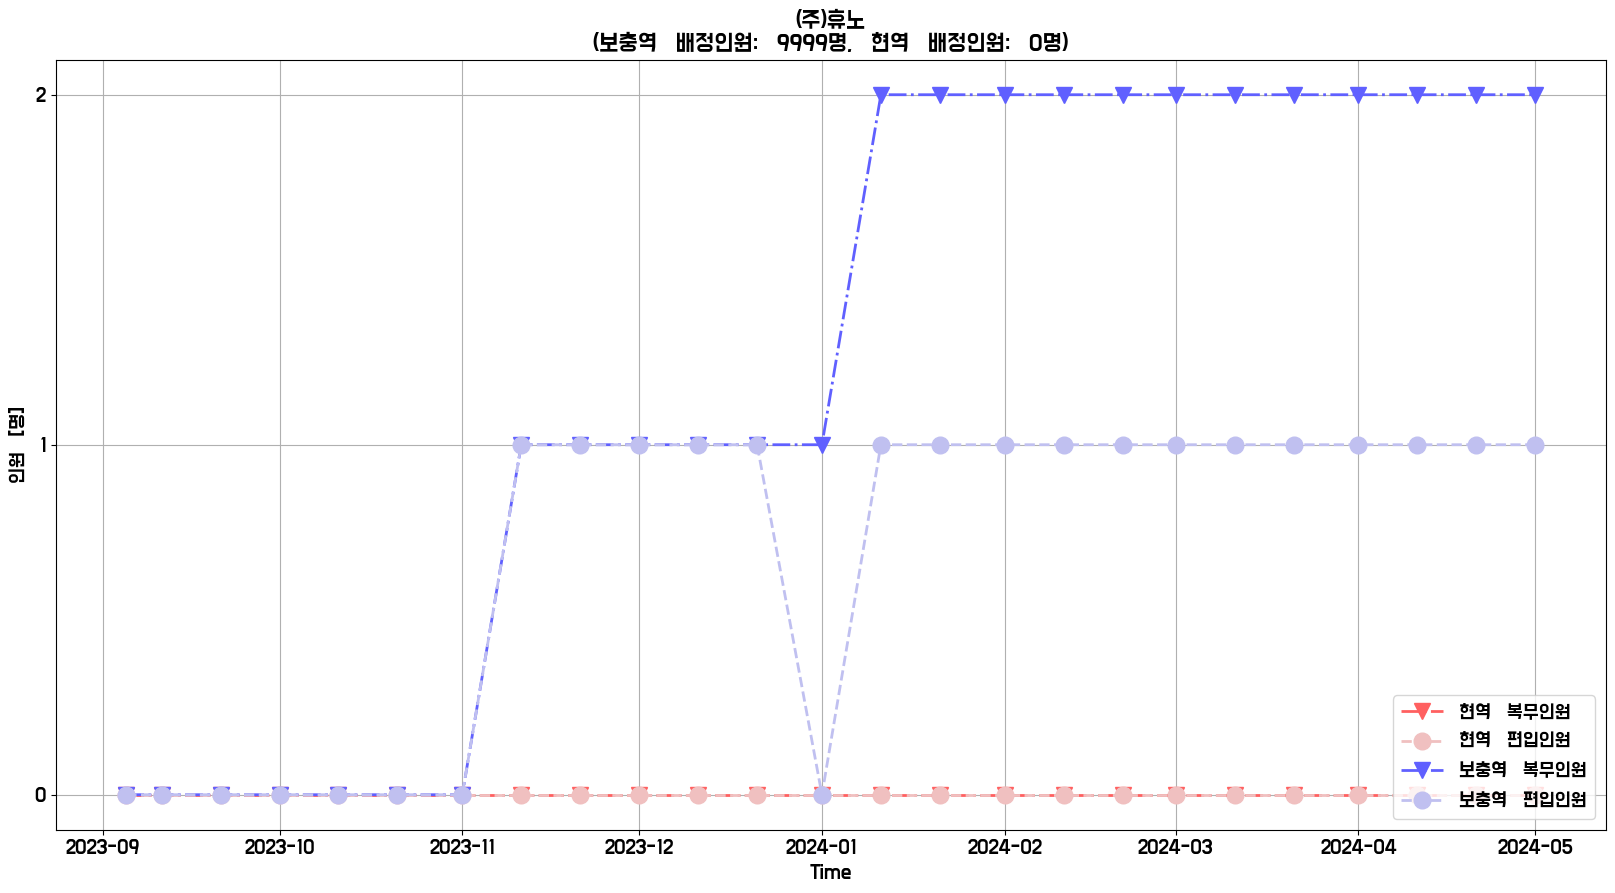 (주)휴노
(보충역 배정인원: 9999명, 현역 배정인원: 0명)
인원 [명]
2
1
0
현역 복무인원
현역 편입인원
보충역 복무인원
보충역 편입인원
2023-09 2023-10 2023-11 2023-12 2024-01 2024-02 2024-03 2024-04 2024-05
Time